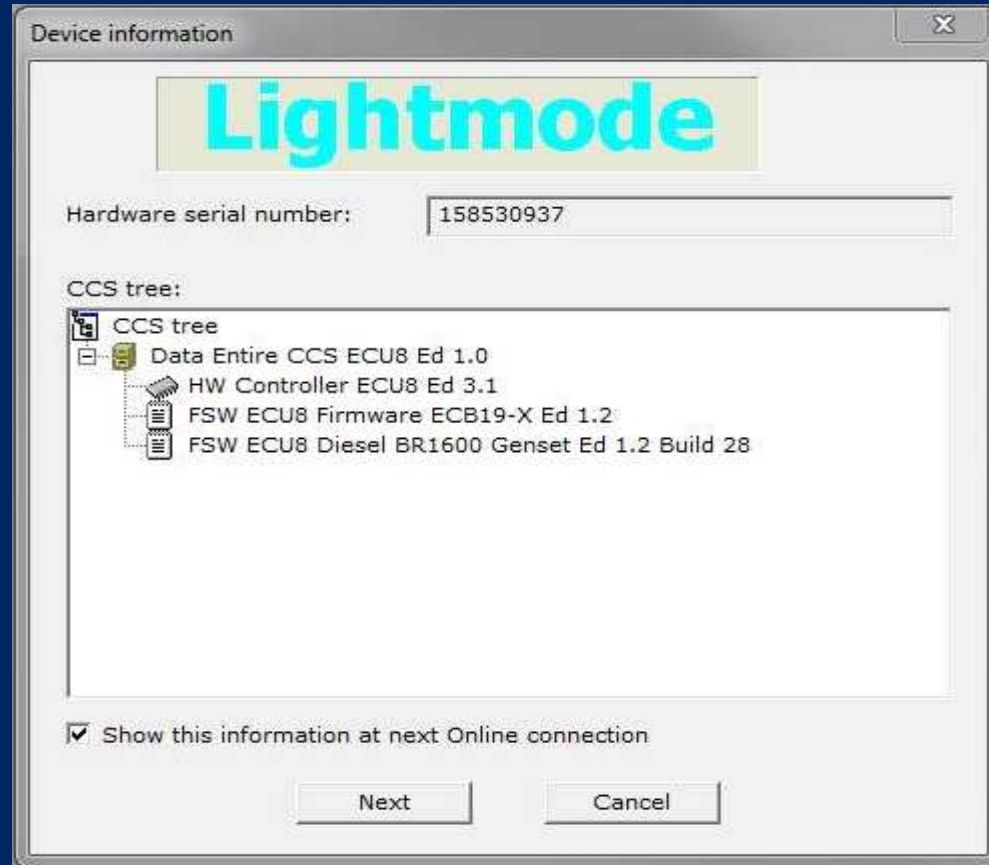 Device information
Lightmode
Hardware serial number: 158530937
CCS tree:
CCS tree
Data Entire CCS ECU8 Ed 1.0
HW Controller ECU8 Ed 3.1
FSW ECU8 Firmware ECB19-X Ed 1.2
FSW ECU8 Diesel BR1600 Genset Ed 1.2 Build 28
Show this information at next Online connection
Next Cancel